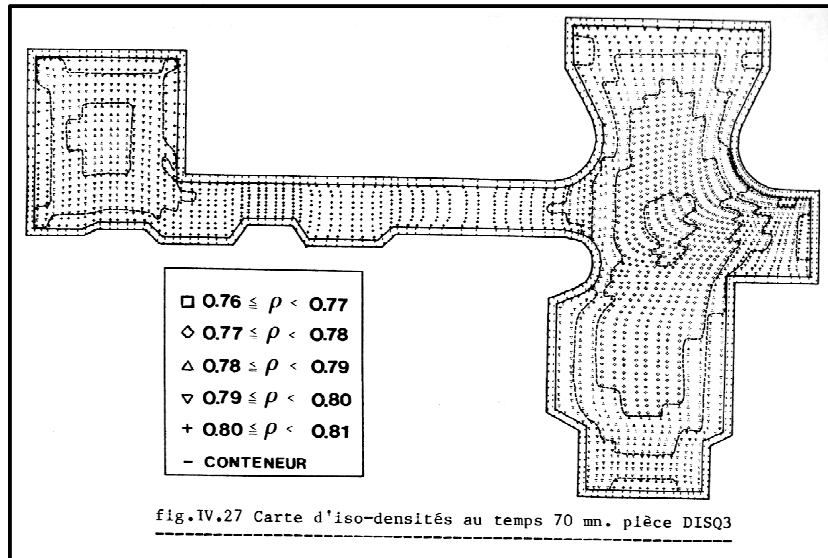 □ 0.76 ≤ ρ < 0.77
◇ 0.77 ≤ ρ < 0.78
△ 0.78 ≤ ρ < 0.79
▽ 0.79 ≤ ρ < 0.80
+ 0.80 ≤ ρ < 0.81
– CONTENEUR
fig.IV.27 Carte d'iso-densités au temps 70 mn. pièce DISQ3